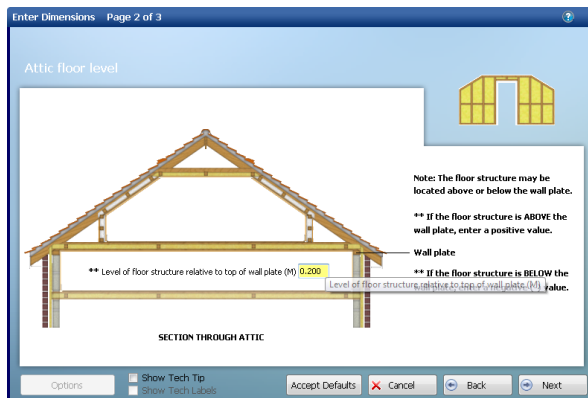 Enter Dimensions Page 2 of 3
?
Attic floor level
Note: The floor structure may be
located above or below the wall plate.
** If the floor structure is ABOVE the
wall plate, enter a positive value.
Wall plate
** Level of floor structure relative to top of wall plate (M) 0.200
** If the floor structure is BELOW the
Level of floor structure relative to top of wall plate (M)
wall plate, enter a negative value.
SECTION THROUGH ATTIC
Options
Show Tech Tip
Show Tech Labels
Accept Defaults
Cancel
Back
Next